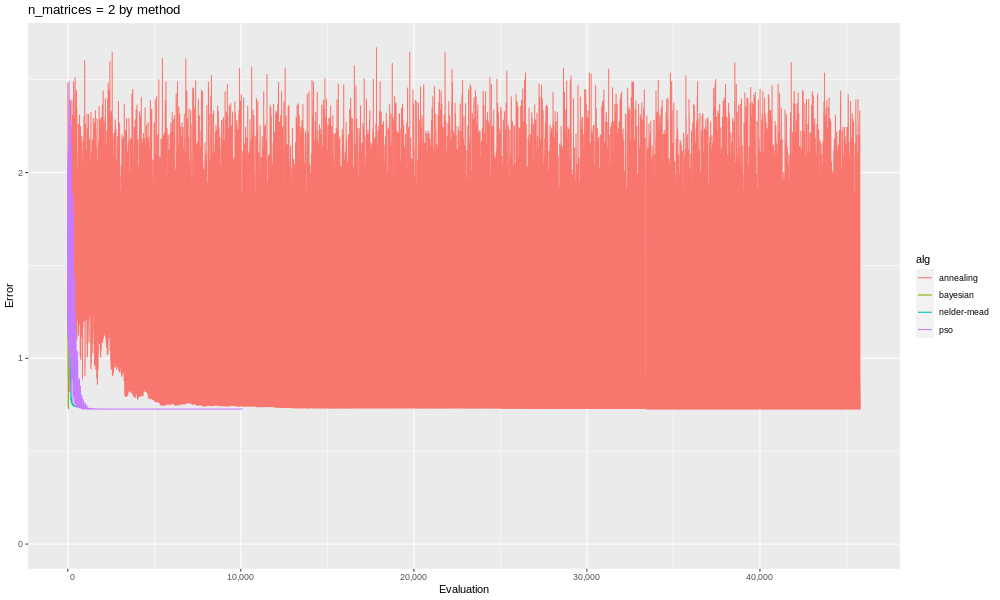 n_matrices = 2 by method
Error
2
1
0
0
10,000
20,000
30,000
40,000
Evaluation
alg
annealing
bayesian
nelder-mead
pso